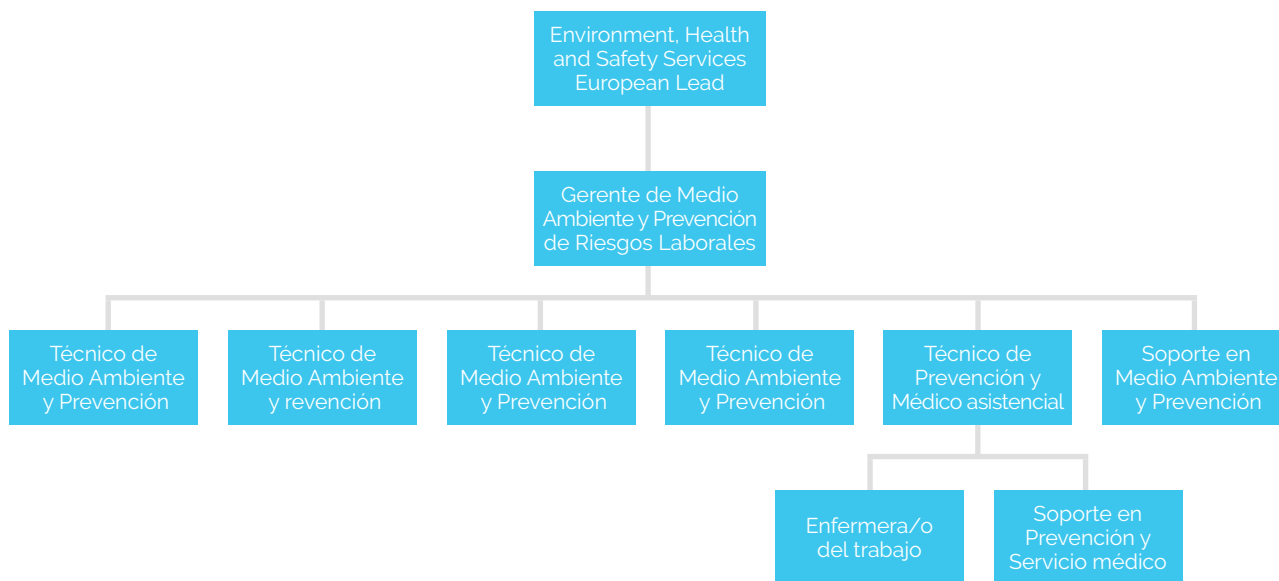 Environment, Health
and Safety Services
European Lead
Gerente de Medio
Ambiente y Prevención
de Riesgos Laborales
Técnico de
Medio Ambiente
y Prevención
Técnico de
Medio Ambiente
y revención
Técnico de
Medio Ambiente
y Prevención
Técnico de
Medio Ambiente
y Prevención
Técnico de
Prevención y
Médico asistencial
Soporte en
Medio Ambiente
y Prevención
Enfermera/o
del trabajo
Soporte en
Prevención y
Servicio médico